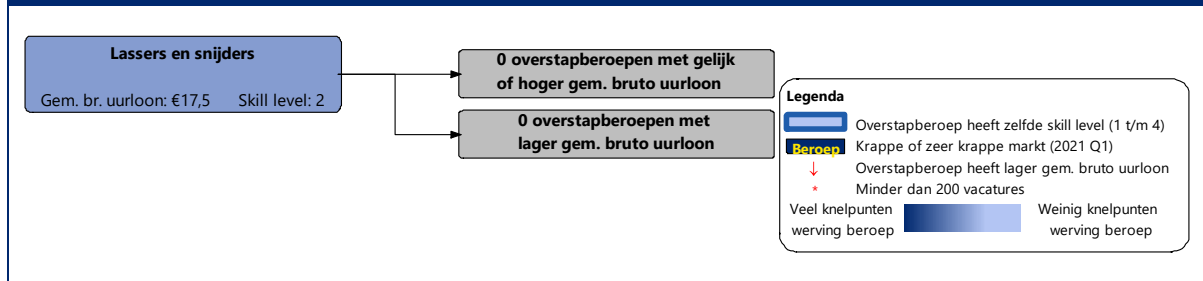 Lassers en snijders
Gem. br. uurloon: €17,5 Skill level: 2
0 overstapberoepen met gelijk
of hoger gem. bruto uurloon
0 overstapberoepen met
lager gem. bruto uurloon
Legenda
Overstapberoep heeft zelfde skill level (1 t/m 4)
Beroep Krappe of zeer krappe markt (2021 Q1)
↓ Overstapberoep heeft lager gem. bruto uurloon
* Minder dan 200 vacatures
Veel knelpunten Weinig knelpunten
werving beroep werving beroep